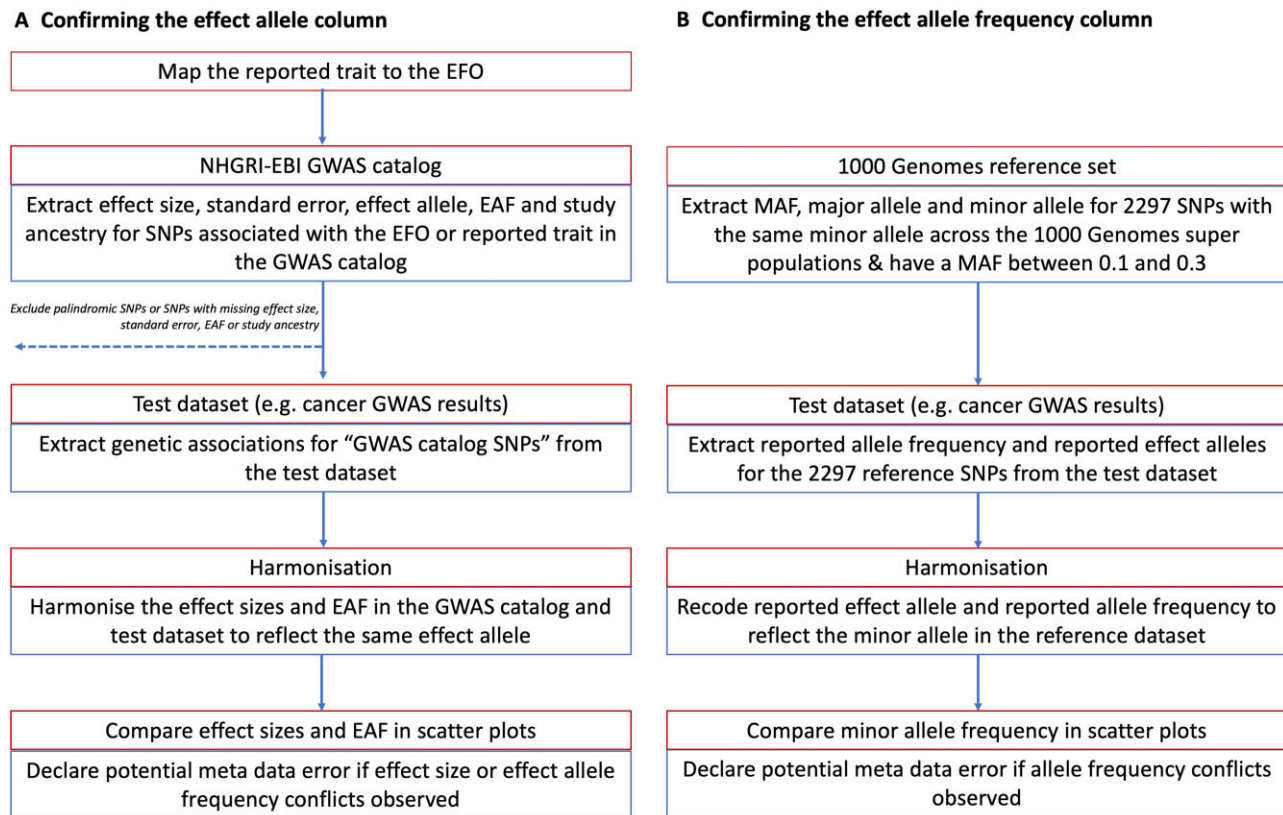 A Confirming the effect allele column
Map the reported trait to the EFO
NHGRI-EBI GWAS catalog
Extract effect size, standard error, effect allele, EAF and study
ancestry for SNPs associated with the EFO or reported trait in
the GWAS catalog
Exclude palindromic SNPs or SNPs with missing effect size,
standard error, EAF or study ancestry
Test dataset (e.g. cancer GWAS results)
Extract genetic associations for “GWAS catalog SNPs” from
the test dataset
Harmonisation
Harmonise the effect sizes and EAF in the GWAS catalog and
test dataset to reflect the same effect allele
Compare effect sizes and EAF in scatter plots
Declare potential meta data error if effect size or effect allele
frequency conflicts observed
B Confirming the effect allele frequency column
1000 Genomes reference set
Extract MAF, major allele and minor allele for 2297 SNPs with
the same minor allele across the 1000 Genomes super
populations & have a MAF between 0.1 and 0.3
Test dataset (e.g. cancer GWAS results)
Extract reported allele frequency and reported effect alleles
for the 2297 reference SNPs from the test dataset
Harmonisation
Recode reported effect allele and reported allele frequency to
reflect the minor allele in the reference dataset
Compare minor allele frequency in scatter plots
Declare potential meta data error if allele frequency conflicts
observed